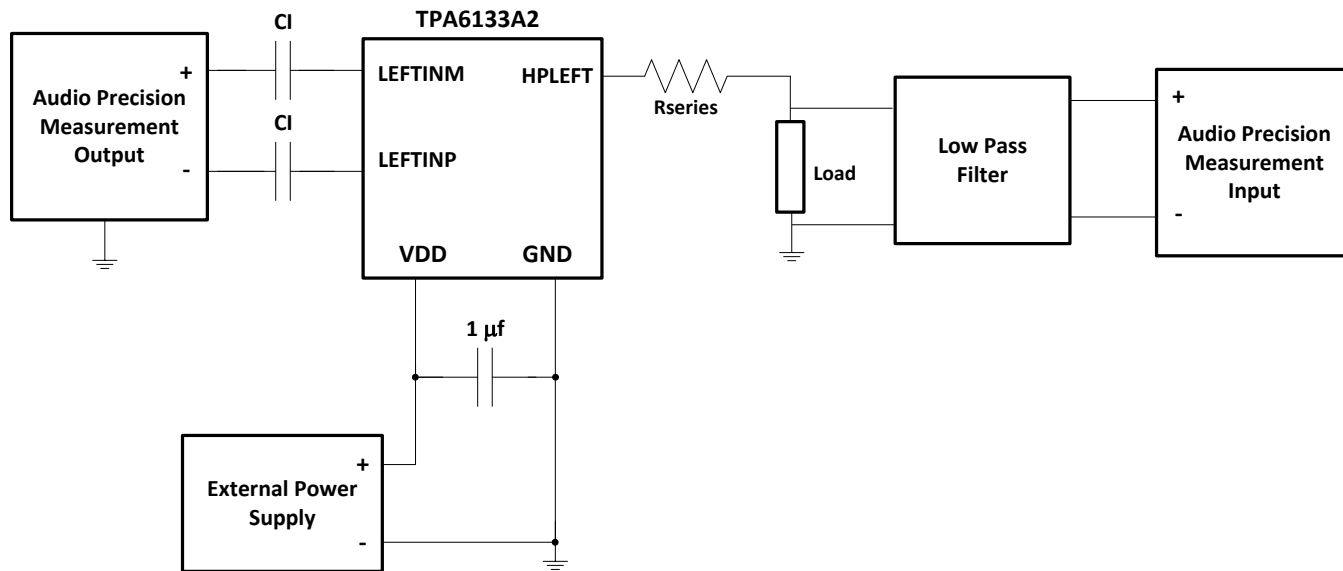 TPA6133A2
CI
+
LEFTINM
HPLEFT
Audio Precision
Measurement
Output
CI
-
LEFTINP
VDD
GND
Rseries
Load
Low Pass
Filter
+
Audio Precision
Measurement
Input
-
1 μf
+
External Power
Supply
-